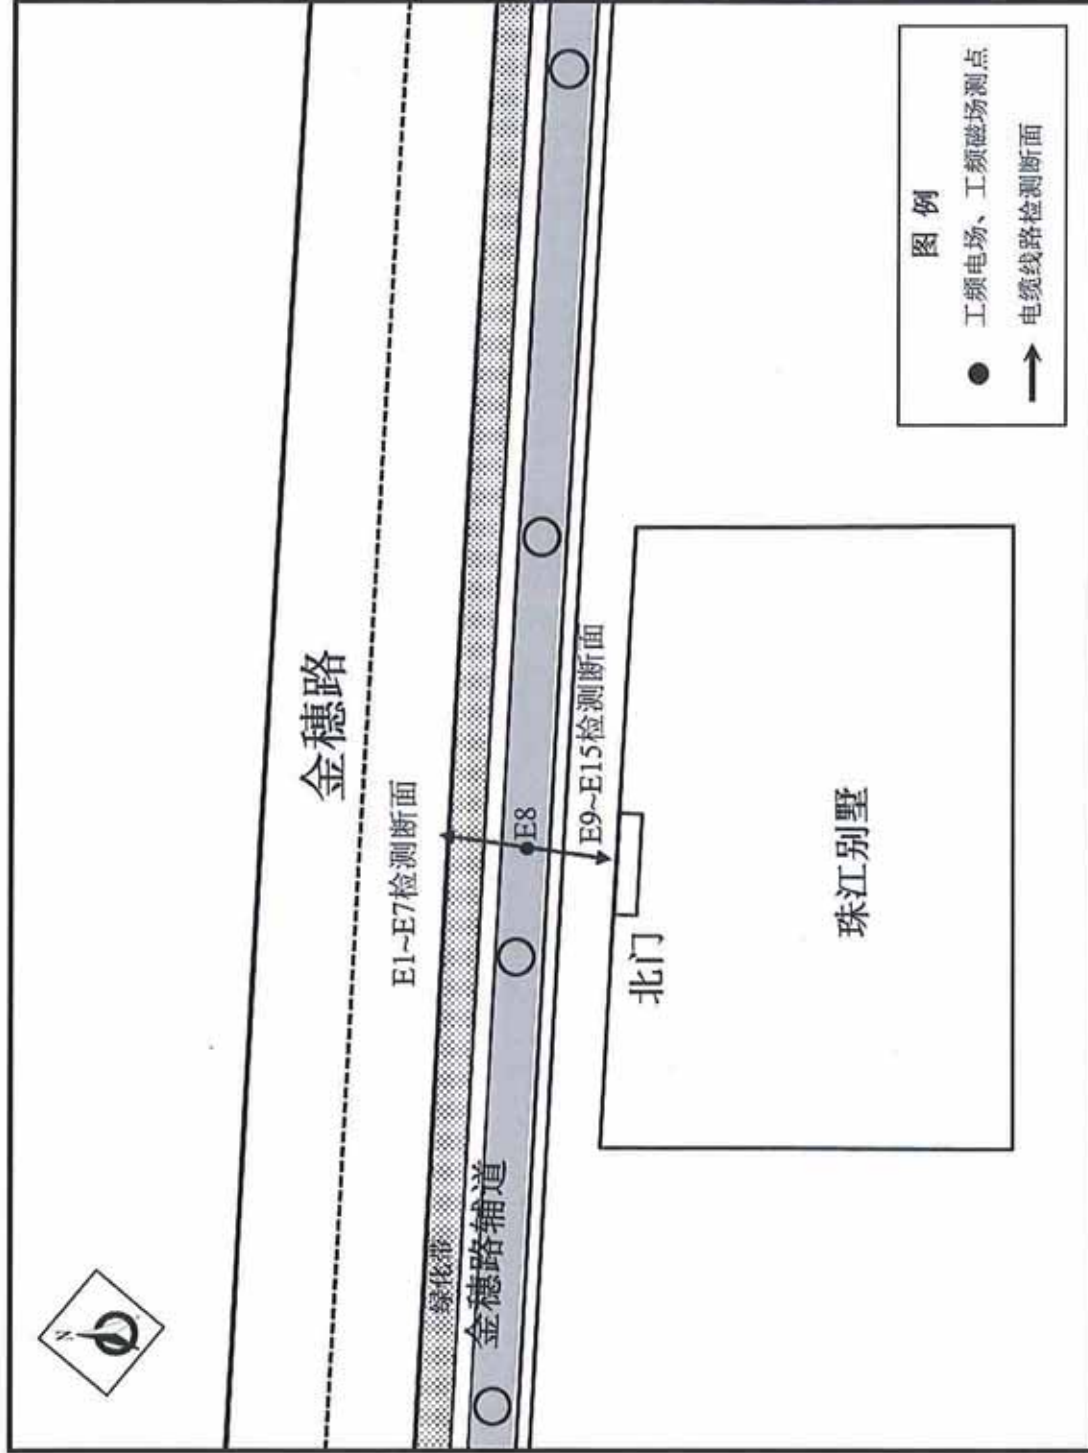 N
金穗路
E1~E7检测断面
绿化带
金穗路辅道
E8
E9~E15检测断面
北门
珠江别墅
图 例
工频电场、工频磁场测点
电缆线路检测断面